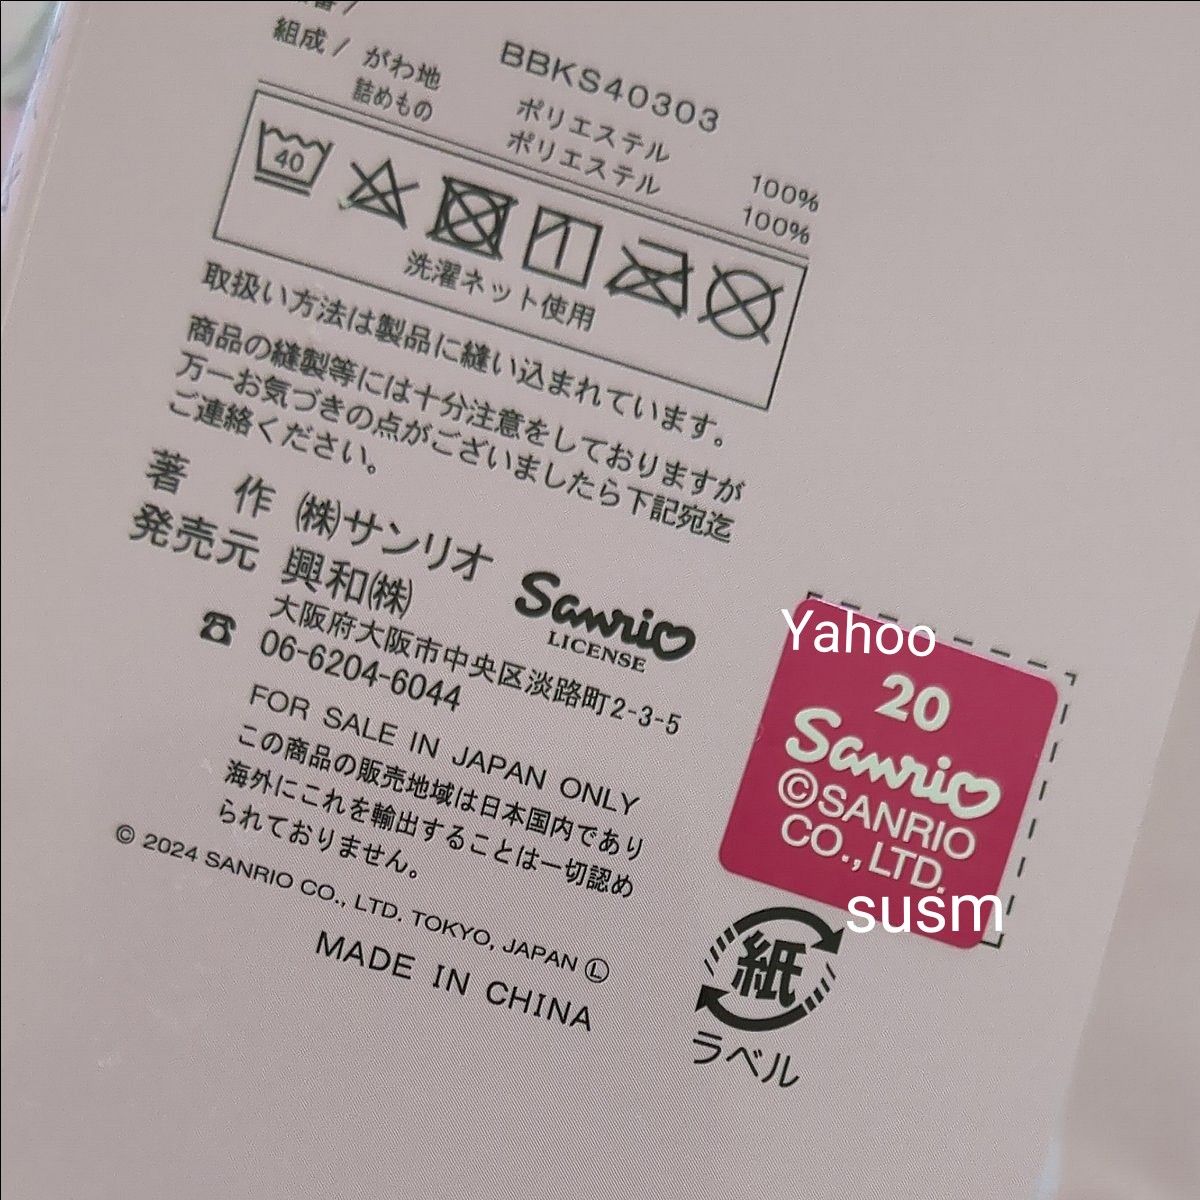 BBKS40303
組成/ がわ地 ポリエステル 100%
詰めもの ポリエステル 100%
40
洗濯ネット使用
取扱い方法は製品に縫い込まれています。
商品の縫製等には十分注意をしておりますが
万一お気づきの点がございましたら下記宛迄
ご連絡ください。
著 作 ㈱サンリオ
発売元 興和㈱
Sanrio
LICENSE
大阪府大阪市中央区淡路町2-3-5
☎ 06-6204-6044
FOR SALE IN JAPAN ONLY
この商品の販売地域は日本国内であり
海外にこれを輸出することは一切認め
られておりません。
© 2024 SANRIO CO., LTD. TOKYO, JAPAN Ⓛ
MADE IN CHINA
Yahoo
20
Sanrio
©SANRIO
CO.,LTD.
susm
紙
ラベル